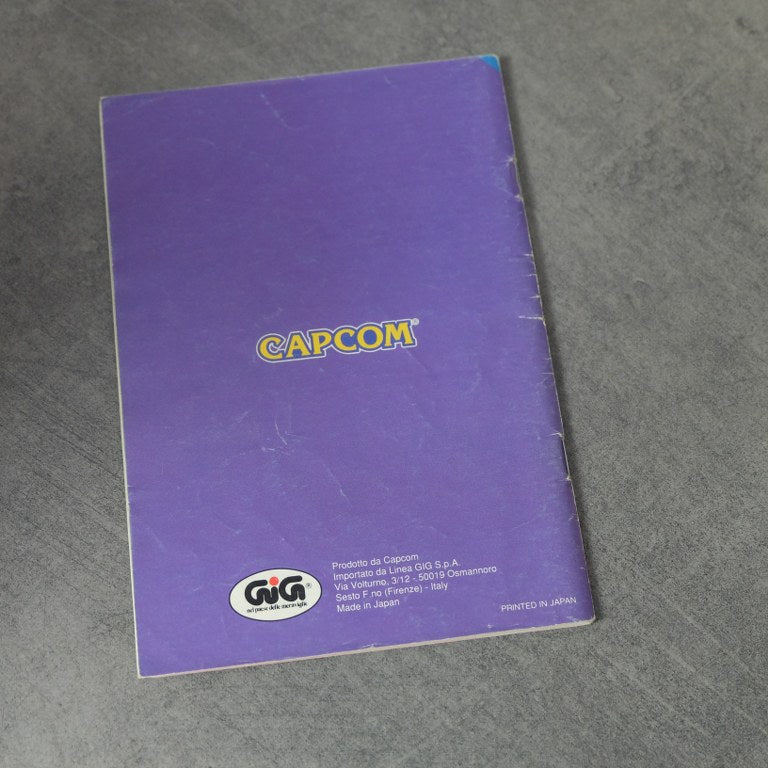 CAPCOM®
GiG®
nel paese delle meraviglie
Prodotto da Capcom
Importato da Linea GIG S.p.A.
Via Volturno, 3/12 - 50019 Osmannoro
Sesto F.no (Firenze) - Italy
Made in Japan
PRINTED IN JAPAN